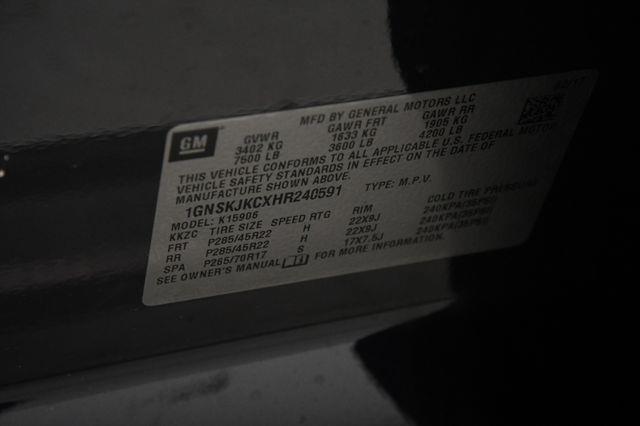 02/17
MFD BY GENERAL MOTORS LLC
GM
GVWR GAWR FRT GAWR RR
3402 KG 1633 KG 1905 KG
7500 LB 3600 LB 4200 LB
THIS VEHICLE CONFORMS TO ALL APPLICABLE U.S. FEDERAL MOTOR
VEHICLE SAFETY STANDARDS IN EFFECT ON THE DATE OF
MANUFACTURE SHOWN ABOVE.
1GNSKJKCXHR240591 TYPE: M.P.V.
MODEL: K15906
KKZC TIRE SIZE SPEED RTG RIM COLD TIRE PRESSURE
FRT P285/45R22 H 22X9J 240KPA(35PSI)
RR P285/45R22 H 22X9J 240KPA(35PSI)
SPA P265/70R17 S 17X7.5J 240KPA(35PSI)
SEE OWNER'S MANUAL FOR MORE INFORMATION.